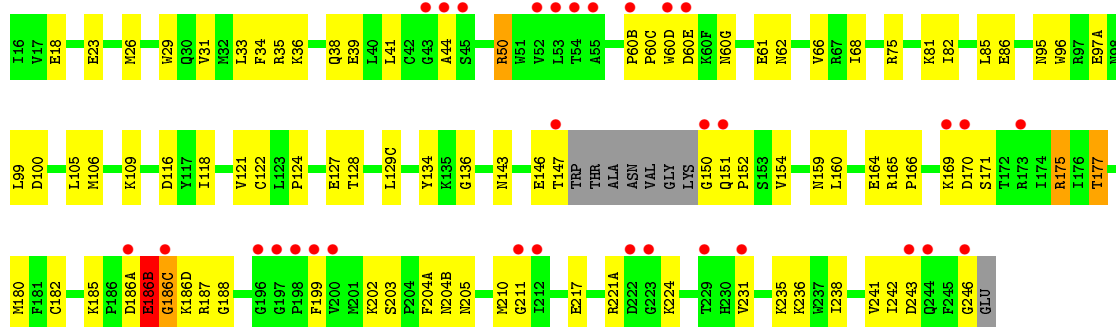 I16 V17 E18 E23 M26 W29 Q30 V31 M32 L33 F34 R35 K36 Q38 E39 L40 L41 C42 G43 A44 S45 R50 W51 V52 L53 T54 A55 P60B P60C W60D D60E K60F N60G E61 N62 V66 R67 I68 R75 K81 I82 L85 E86 N95 W96 R97 E97A N98
L99 D100 L105 M106 K109 D116 Y117 I118 V121 C122 L123 P124 E127 T128 L129C Y134 K135 G136 N143 E146 T147 TRP THR ALA ASN VAL GLY LYS G150 Q151 P152 S153 V154 N159 L160 E164 R165 P166 K169 D170 S171 T172 R173 I174 R175 I176 T177
M180 F181 C182 K185 P186 D186A E186B G186C K186D R187 G188 G196 G197 P198 F199 V200 M201 K202 S203 P204 F204A N204B N205 M210 G211 I212 E217 R221A D222 G223 K224 T229 H230 V231 K235 K236 W237 I238 V241 I242 D243 Q244 F245 G246 GLU